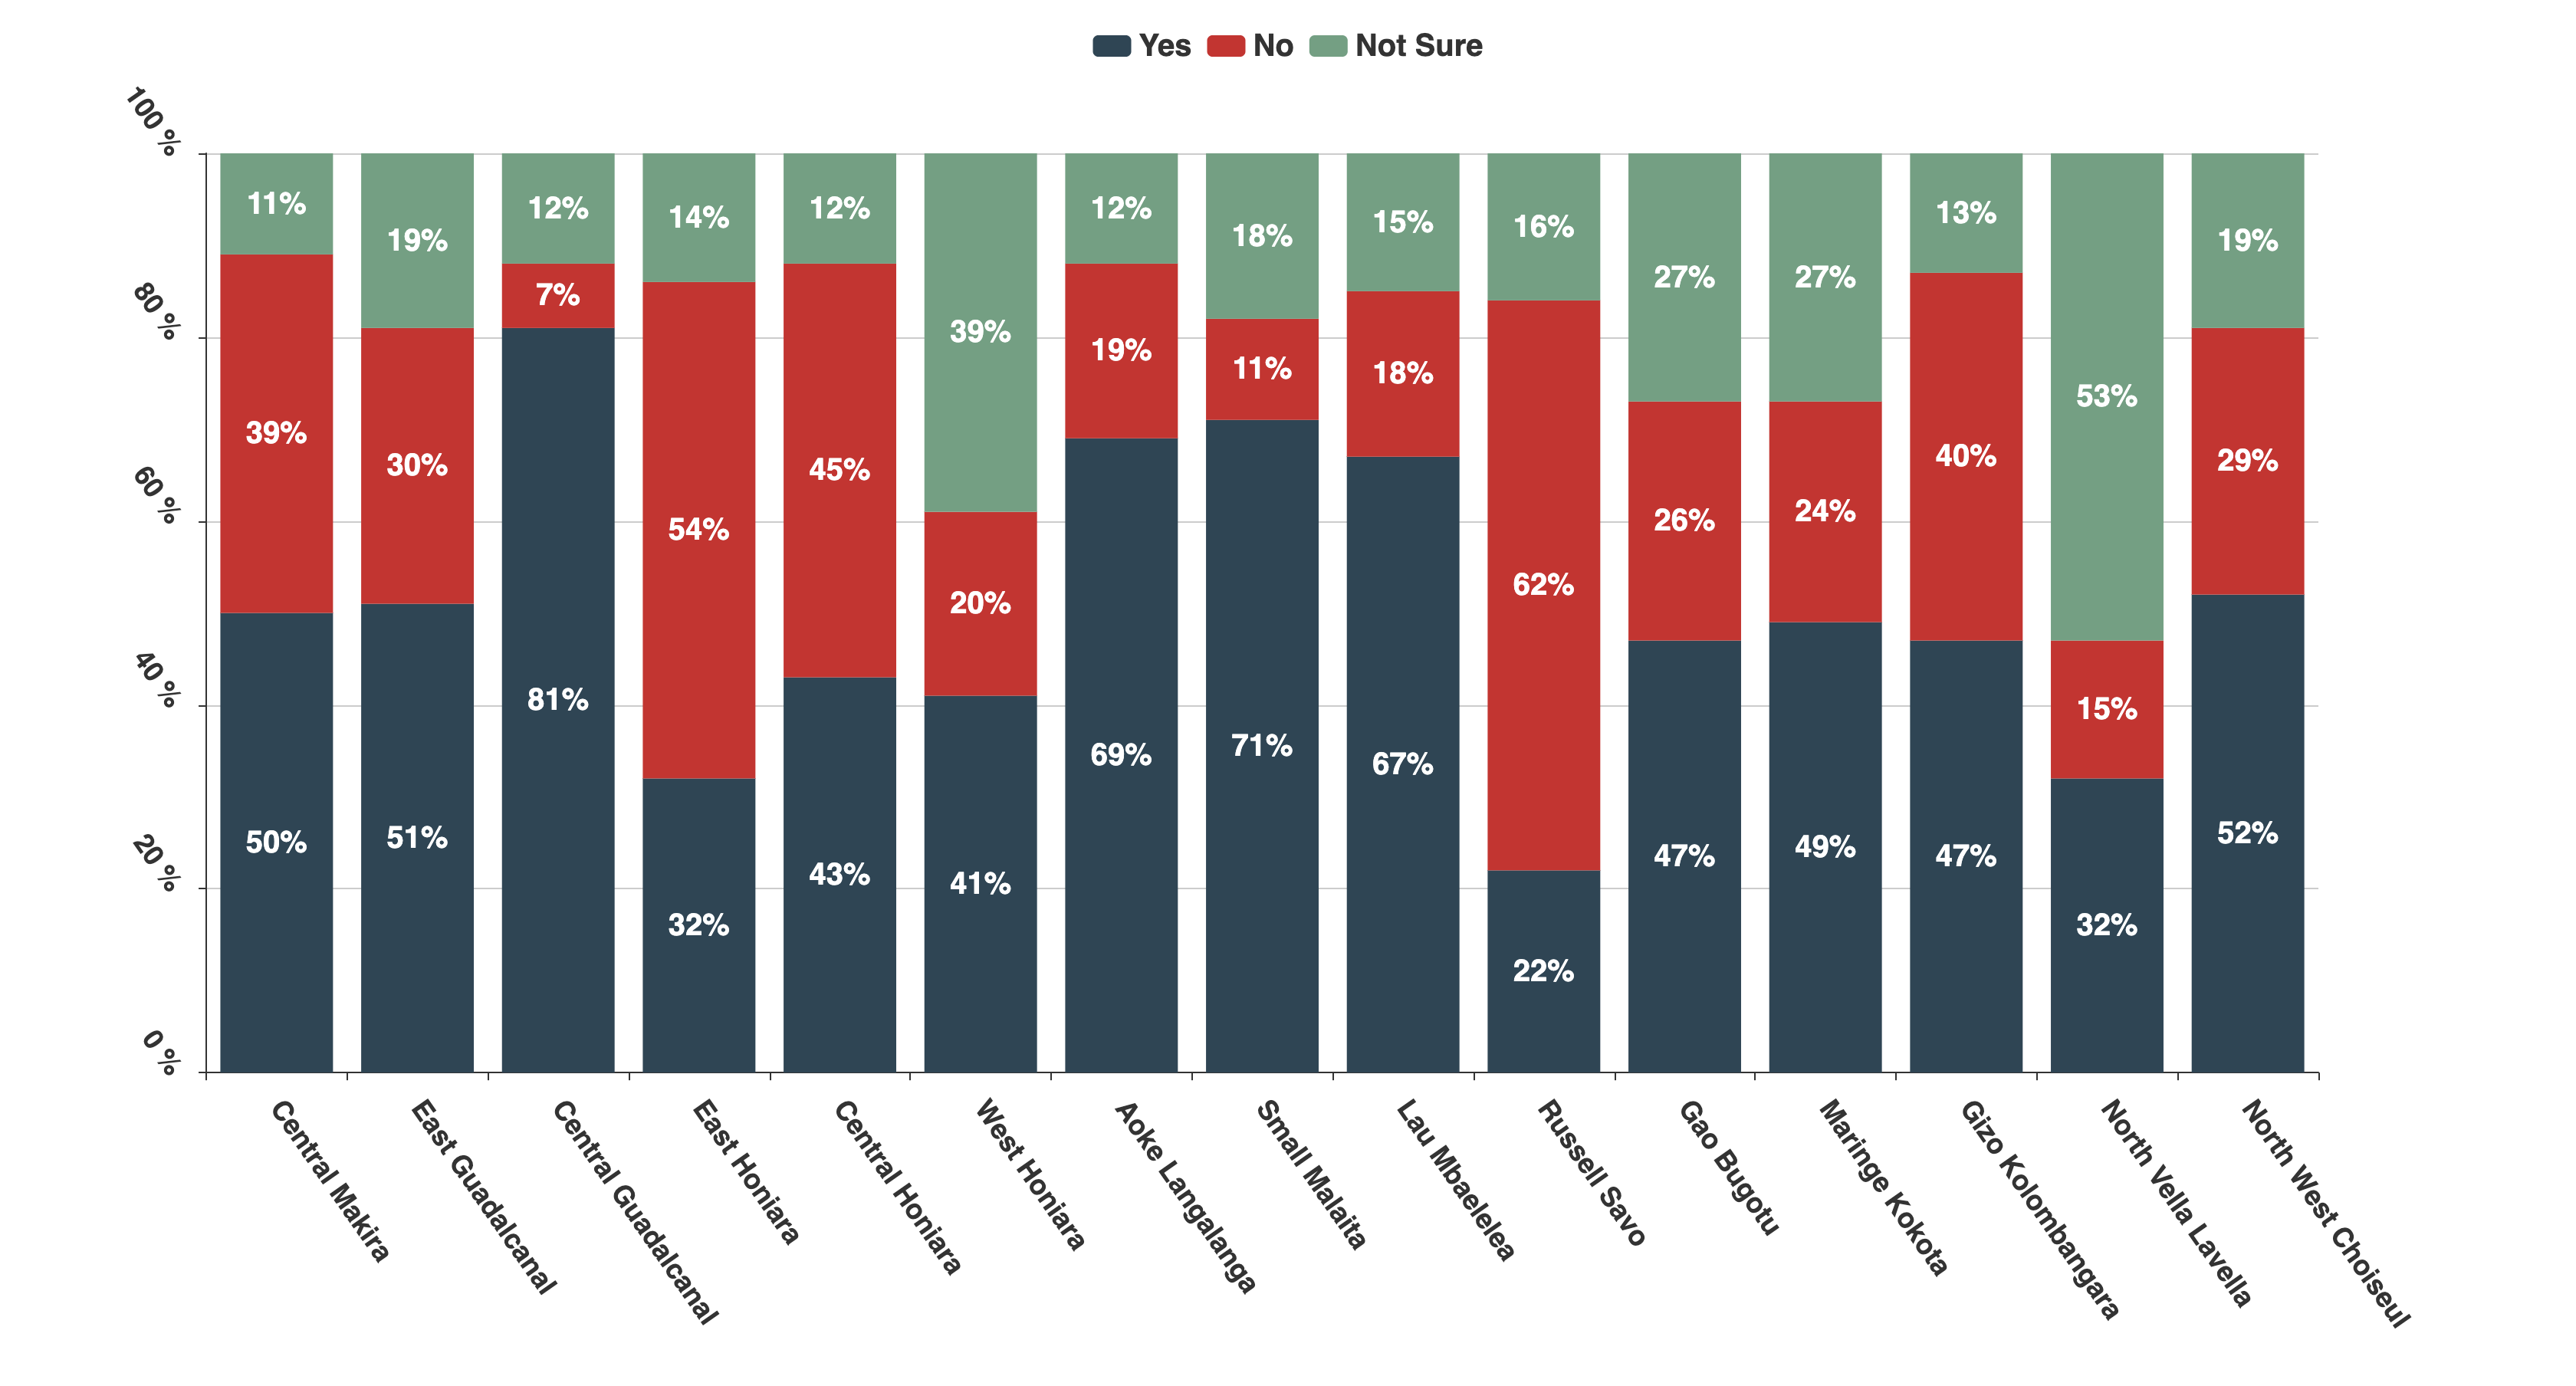 Yes No Not Sure
100 %
80 %
60 %
40 %
20 %
0 %
11% 19% 12% 14% 12% 39% 12% 18% 15% 16% 27% 27% 13% 53% 19%
39% 30% 7% 54% 45% 20% 19% 11% 18% 62% 26% 24% 40% 15% 29%
50% 51% 81% 32% 43% 41% 69% 71% 67% 22% 47% 49% 47% 32% 52%
Central Makira
East Guadalcanal
Central Guadalcanal
East Honiara
Central Honiara
West Honiara
Aoke Langalanga
Small Malaita
Lau Mbaelelea
Russell Savo
Gao Bugotu
Maringe Kokota
Gizo Kolombangara
North Vella Lavella
North West Choiseul